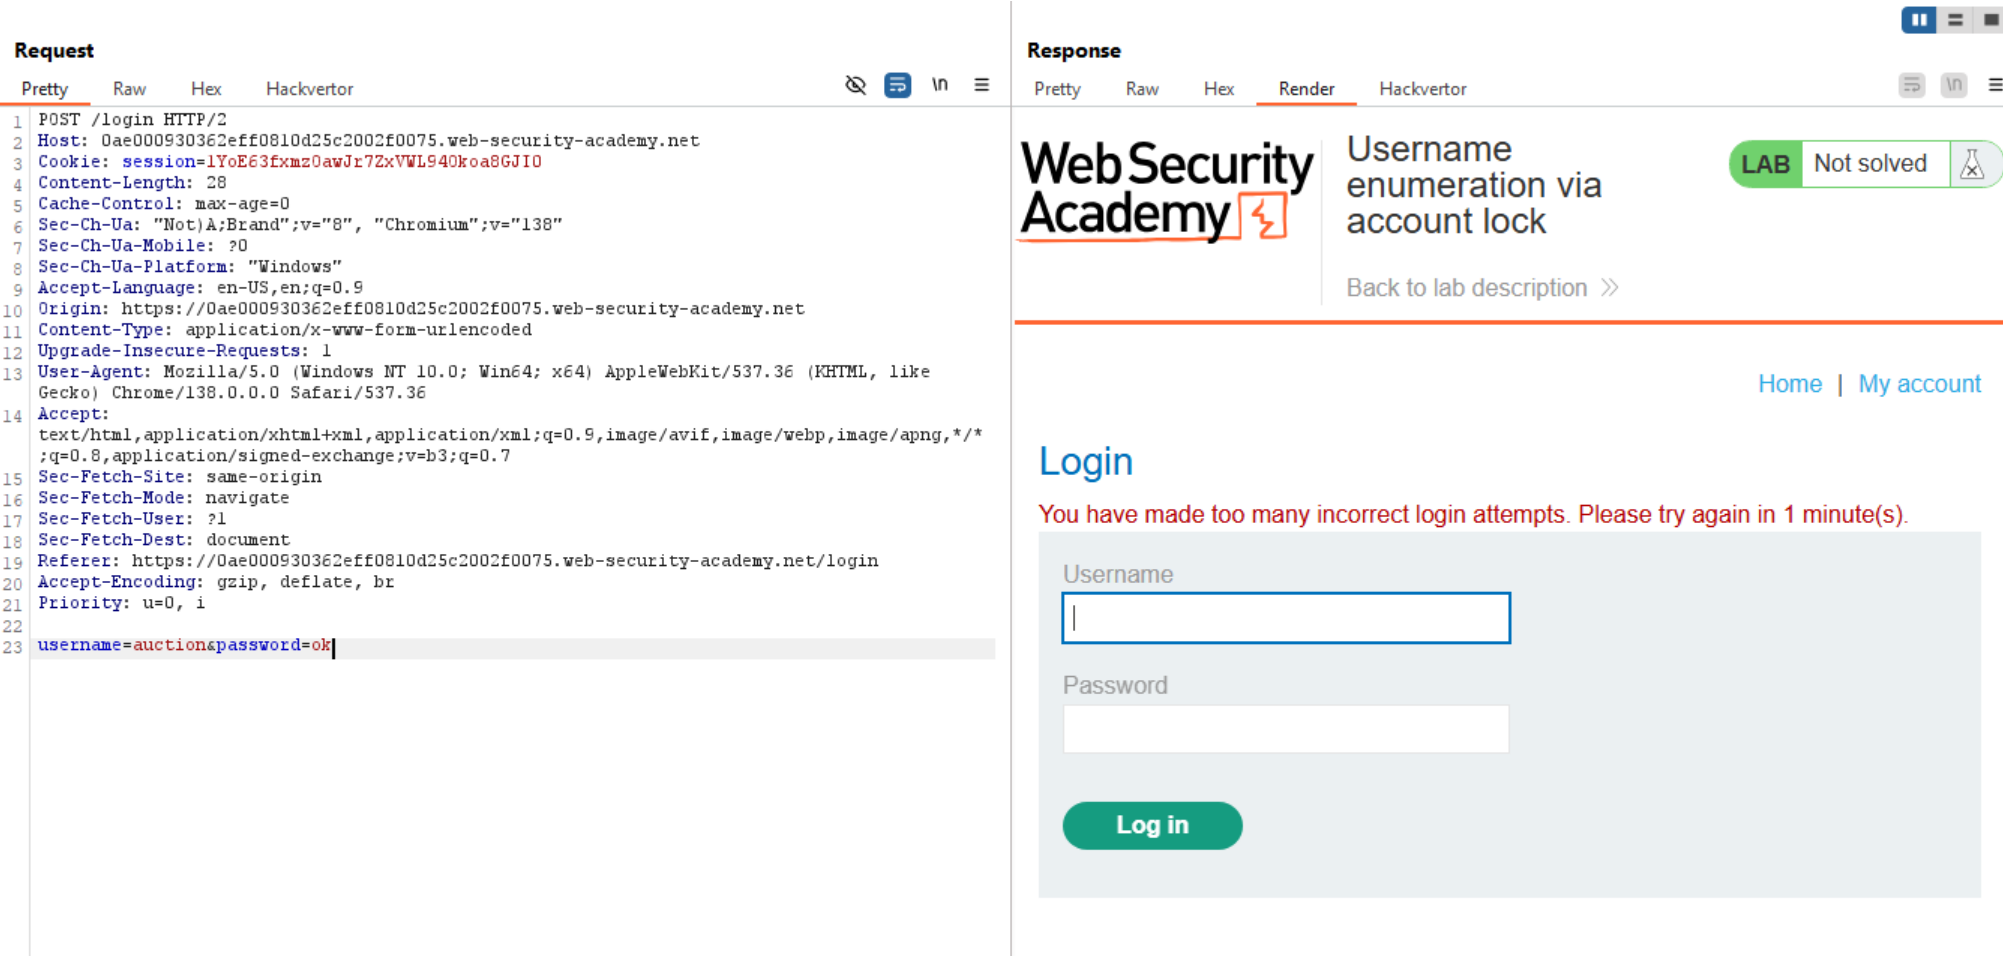 Request
Pretty Raw Hex Hackvertor \n
1 POST /login HTTP/2
2 Host: 0ae000930362eff0810d25c2002f0075.web-security-academy.net
3 Cookie: session=1YoE63fxmz0awJr7ZxVWL940koa8GJI0
4 Content-Length: 28
5 Cache-Control: max-age=0
6 Sec-Ch-Ua: "Not)A;Brand";v="8", "Chromium";v="138"
7 Sec-Ch-Ua-Mobile: ?0
8 Sec-Ch-Ua-Platform: "Windows"
9 Accept-Language: en-US,en;q=0.9
10 Origin: https://0ae000930362eff0810d25c2002f0075.web-security-academy.net
11 Content-Type: application/x-www-form-urlencoded
12 Upgrade-Insecure-Requests: 1
13 User-Agent: Mozilla/5.0 (Windows NT 10.0; Win64; x64) AppleWebKit/537.36 (KHTML, like
Gecko) Chrome/138.0.0.0 Safari/537.36
14 Accept:
text/html,application/xhtml+xml,application/xml;q=0.9,image/avif,image/webp,image/apng,*/*
;q=0.8,application/signed-exchange;v=b3;q=0.7
15 Sec-Fetch-Site: same-origin
16 Sec-Fetch-Mode: navigate
17 Sec-Fetch-User: ?1
18 Sec-Fetch-Dest: document
19 Referer: https://0ae000930362eff0810d25c2002f0075.web-security-academy.net/login
20 Accept-Encoding: gzip, deflate, br
21 Priority: u=0, i
22
23 username=auction&password=ok
Response
Pretty Raw Hex Render Hackvertor \n
Web Security
Academy
Username
enumeration via
account lock
Back to lab description
LAB Not solved
Home | My account
Login
You have made too many incorrect login attempts. Please try again in 1 minute(s).
Username
Password
Log in